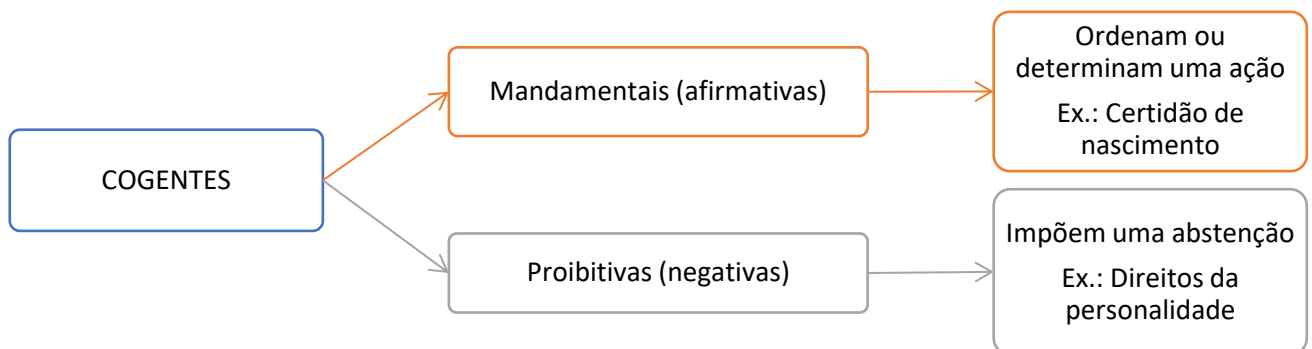 COGENTES
Mandamentais (afirmativas)
Ordenam ou
determinam uma ação
Ex.: Certidão de
nascimento
Proibitivas (negativas)
Impõem uma abstenção
Ex.: Direitos da
personalidade